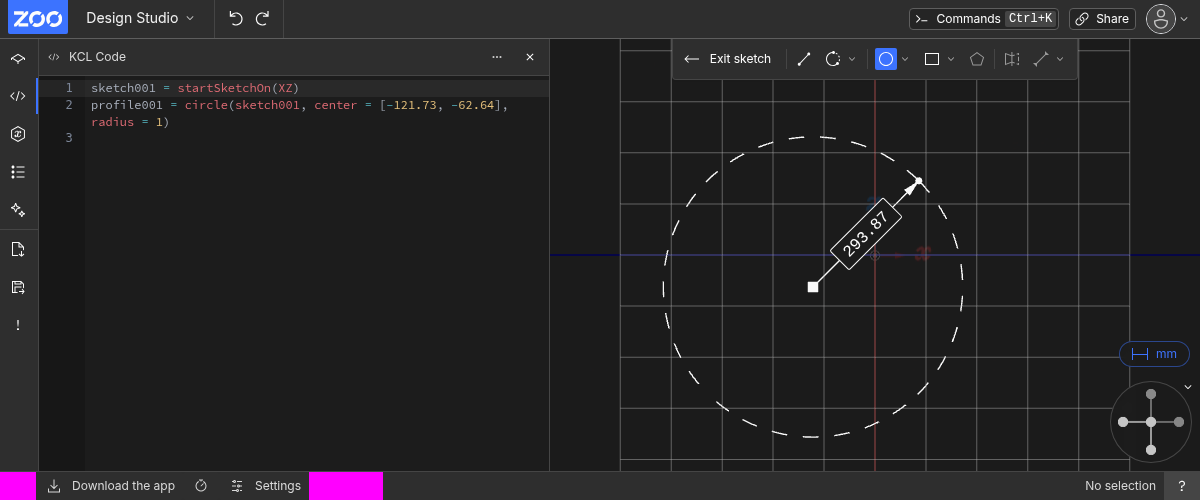 ZOO Design Studio Commands Ctrl+K Share
KCL Code
Exit sketch
1 sketch001 = startSketchOn(XZ)
2 profile001 = circle(sketch001, center = [-121.73, -62.64],
radius = 1)
3
293.87
mm
Download the app Settings No selection ?